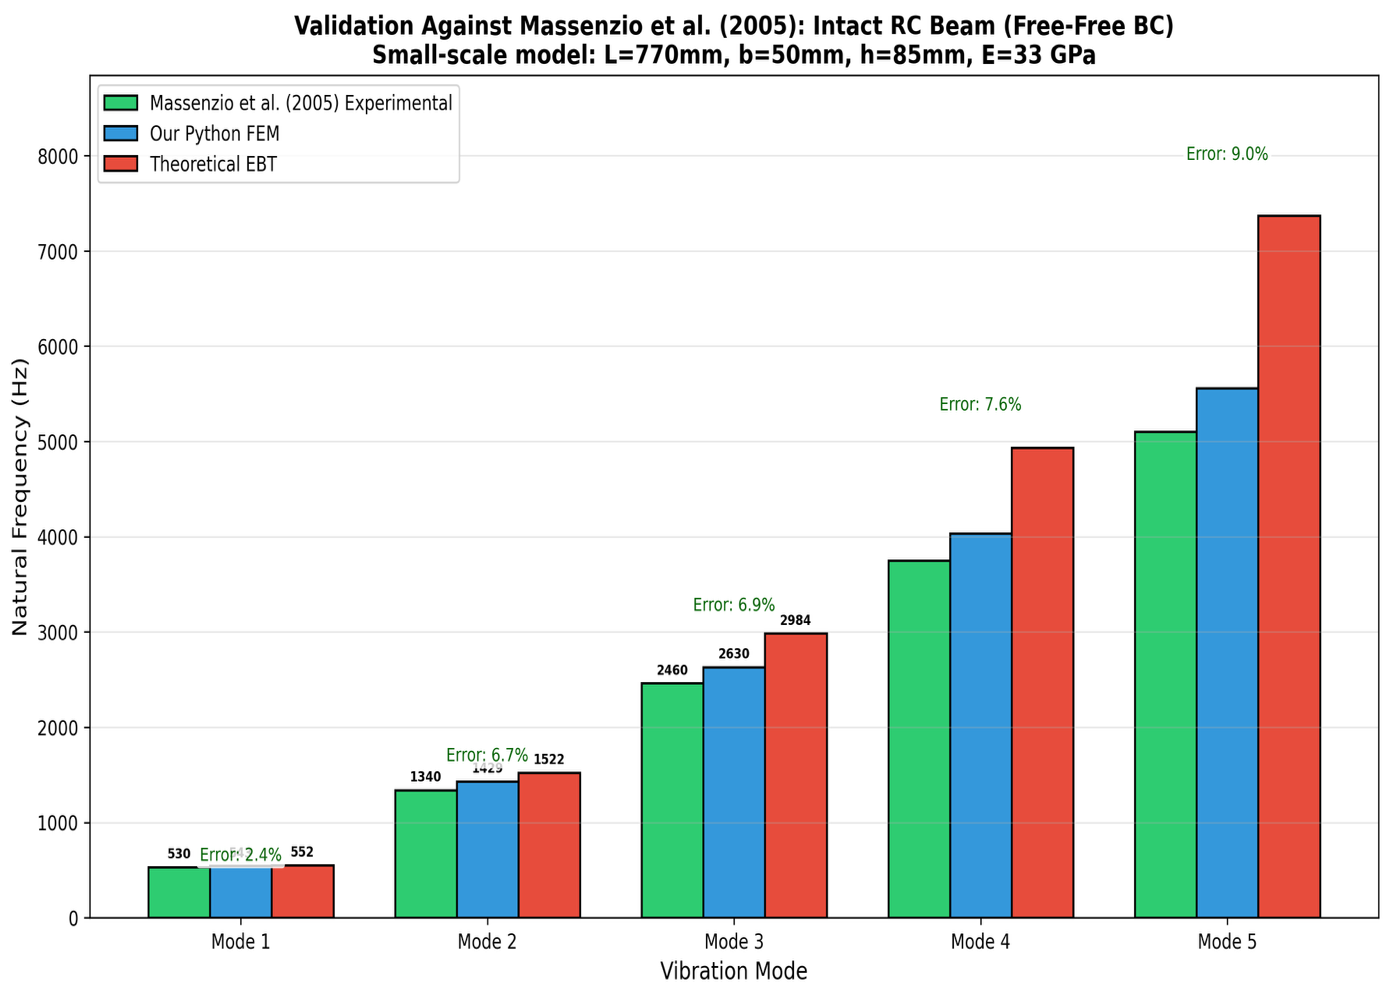 Validation Against Massenzio et al. (2005): Intact RC Beam (Free-Free BC)
Small-scale model: L=770mm, b=50mm, h=85mm, E=33 GPa
Massenzio et al. (2005) Experimental
Our Python FEM
Theoretical EBT
Natural Frequency (Hz)
8000
7000
6000
5000
4000
3000
2000
1000
0
530
Error: 2.4%
552
1340
Error: 6.7%
1429
1522
2460
2630
Error: 6.9%
2984
Error: 7.6%
Error: 9.0%
Mode 1
Mode 2
Mode 3
Mode 4
Mode 5
Vibration Mode